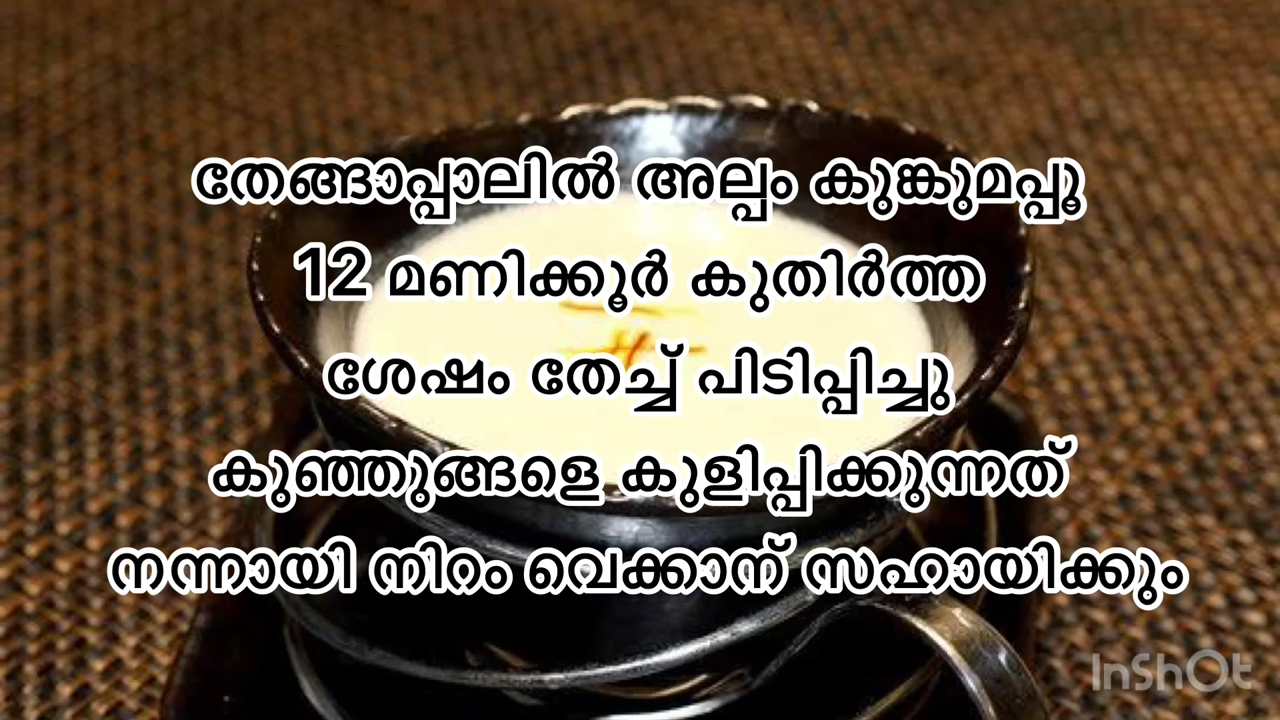 തേങ്ങാപ്പാലിൽ അല്പം കുങ്കുമപ്പൂ
12 മണിക്കൂർ കുതിർത്ത
ശേഷം തേച്ച് പിടിപ്പിച്ചു
കുഞ്ഞുങ്ങളെ കുളിപ്പിക്കുന്നത്
നന്നായി നിറം വെക്കാന് സഹായിക്കും
InShOt